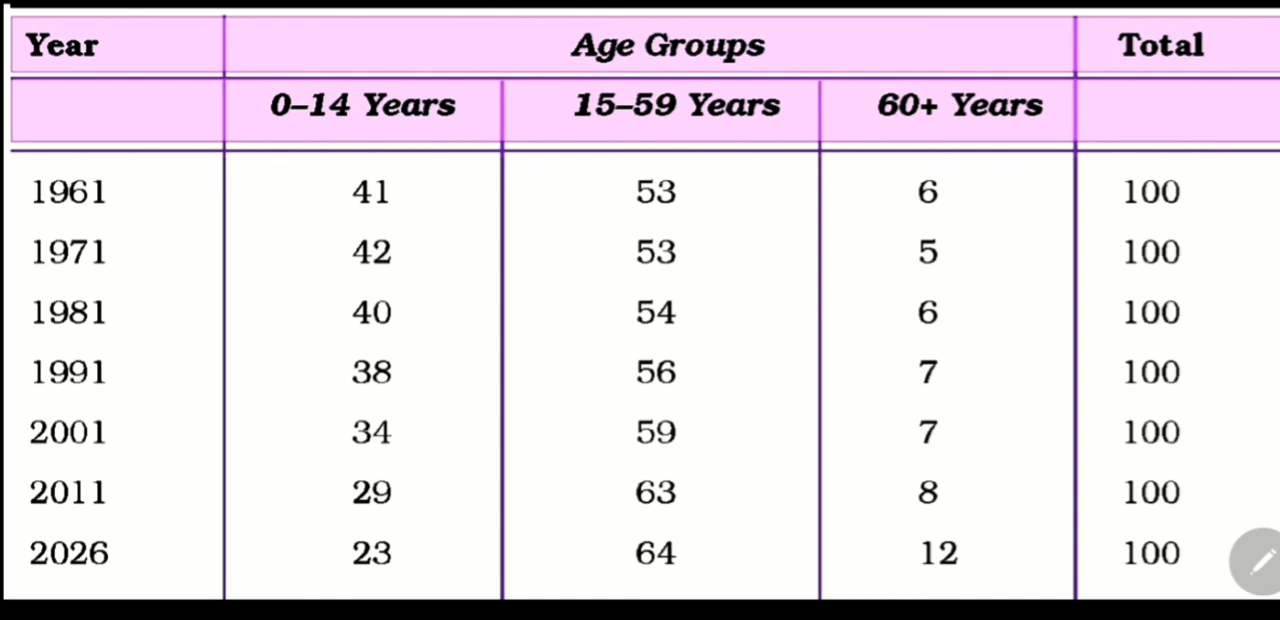 Year Age Groups Total
0–14 Years 15–59 Years 60+ Years
1961 41 53 6 100
1971 42 53 5 100
1981 40 54 6 100
1991 38 56 7 100
2001 34 59 7 100
2011 29 63 8 100
2026 23 64 12 100